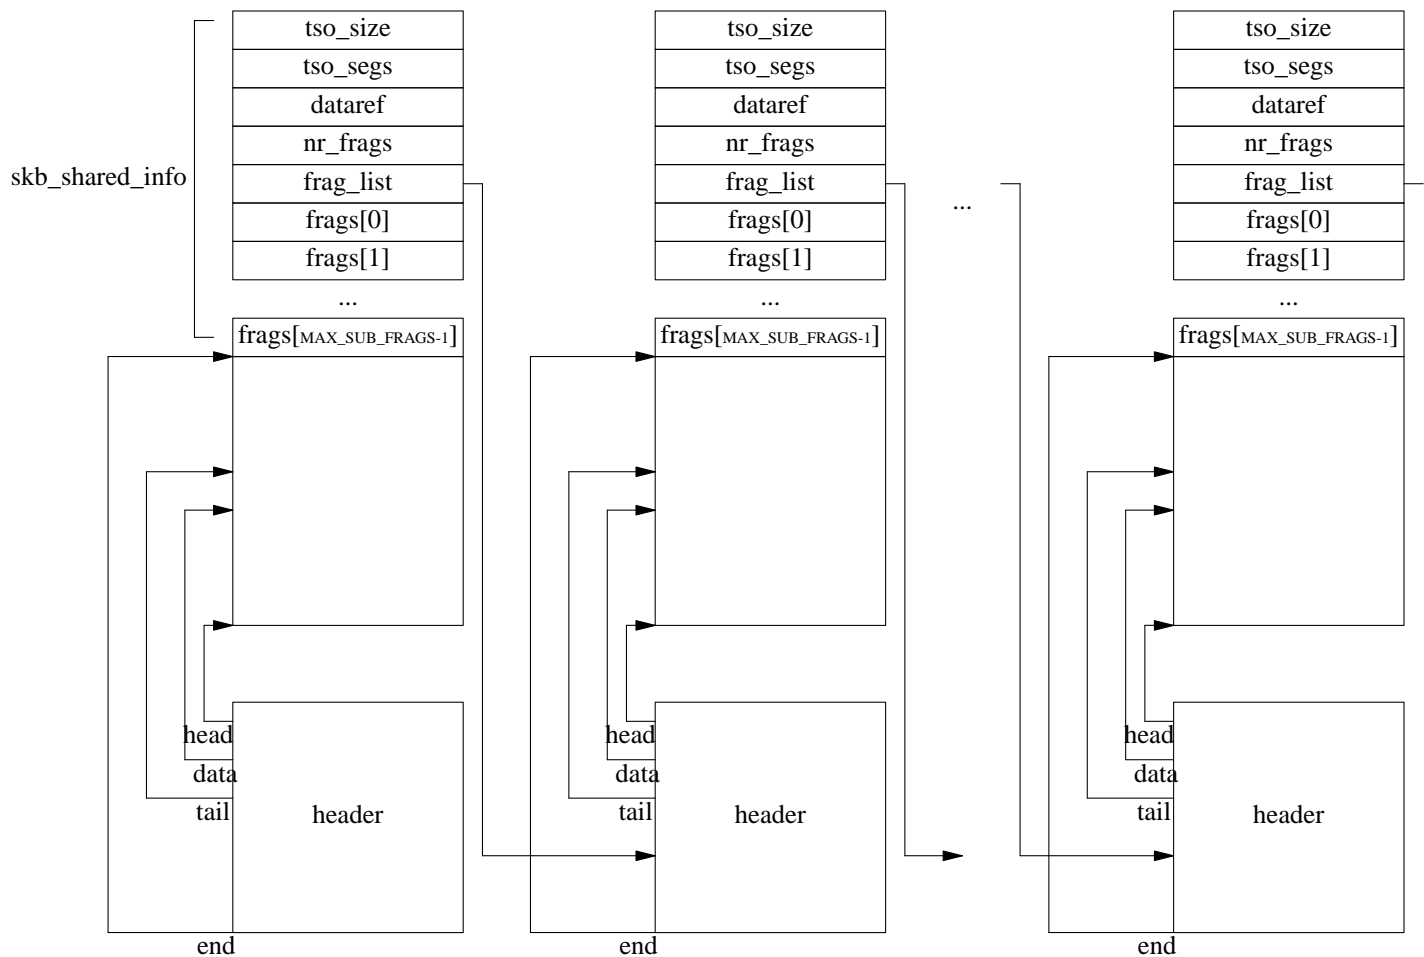 tso_size tso_size tso_size
tso_segs tso_segs tso_segs
dataref dataref dataref
nr_frags nr_frags nr_frags
skb_shared_info frag_list frag_list frag_list
...
frags[0] frags[0] frags[0]
frags[1] frags[1] frags[1]
... ... ...
frags[MAX_SUB_FRAGS-1] frags[MAX_SUB_FRAGS-1] frags[MAX_SUB_FRAGS-1]
head head head
data data data
tail header tail header tail header
end end end